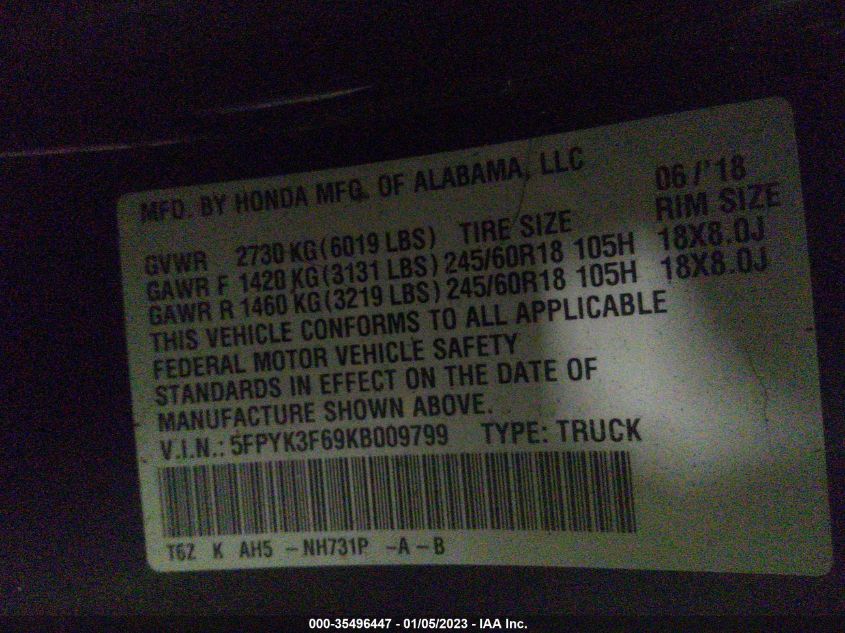 MFD. BY HONDA MFG. OF ALABAMA, LLC 06/'18
GVWR 2730 KG (6019 LBS) TIRE SIZE RIM SIZE
GAWR F 1420 KG (3131 LBS) 245/60R18 105H 18X8.0J
GAWR R 1460 KG (3219 LBS) 245/60R18 105H 18X8.0J
THIS VEHICLE CONFORMS TO ALL APPLICABLE
FEDERAL MOTOR VEHICLE SAFETY
STANDARDS IN EFFECT ON THE DATE OF
MANUFACTURE SHOWN ABOVE.
V.I.N.: 5FPYK3F69KB009799 TYPE: TRUCK
T6Z K AH5 -NH731P -A-B
000-35496447 - 01/05/2023 - IAA Inc.